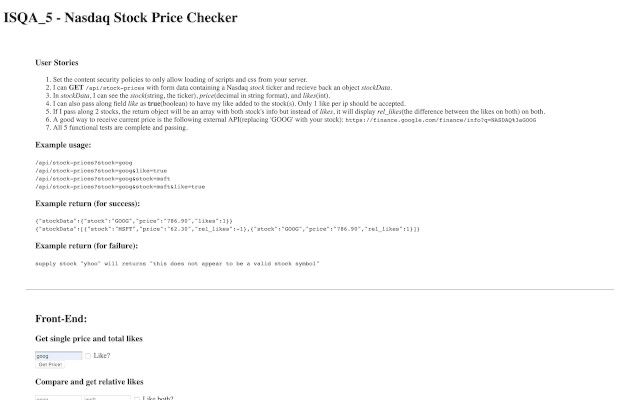 ISQA_5 - Nasdaq Stock Price Checker
User Stories
1. Set the content security policies to only allow loading of scripts and css from your server.
2. I can GET /api/stock-prices with form data containing a Nasdaq stock ticker and recieve back an object stockData.
3. In stockData, I can see the stock(string, the ticker), price(decimal in string format), and likes(int).
4. I can also pass along field like as true(boolean) to have my like added to the stock(s). Only 1 like per ip should be accepted.
5. If I pass along 2 stocks, the return object will be an array with both stock's info but instead of likes, it will display rel_likes(the difference between the likes on both) on both.
6. A good way to receive current price is the following external API(replacing 'GOOG' with your stock): https://finance.google.com/finance/info?q=NASDAQ%3aGOOG
7. All 5 functional tests are complete and passing.
Example usage:
/api/stock-prices?stock=goog
/api/stock-prices?stock=goog&like=true
/api/stock-prices?stock=goog&stock=msft
/api/stock-prices?stock=goog&stock=msft&like=true
Example return (for success):
{"stockData":{"stock":"GOOG","price":"786.90","likes":1}}
{"stockData":[{"stock":"MSFT","price":"62.30","rel_likes":-1},{"stock":"GOOG","price":"786.90","rel_likes":1}]}
Example return (for failure):
supply stock "yhoo" will returns "this does not appear to be a valid stock symbol"
Front-End:
Get single price and total likes
goog Like?
Get Price!
Compare and get relative likes
goog msft Like both?